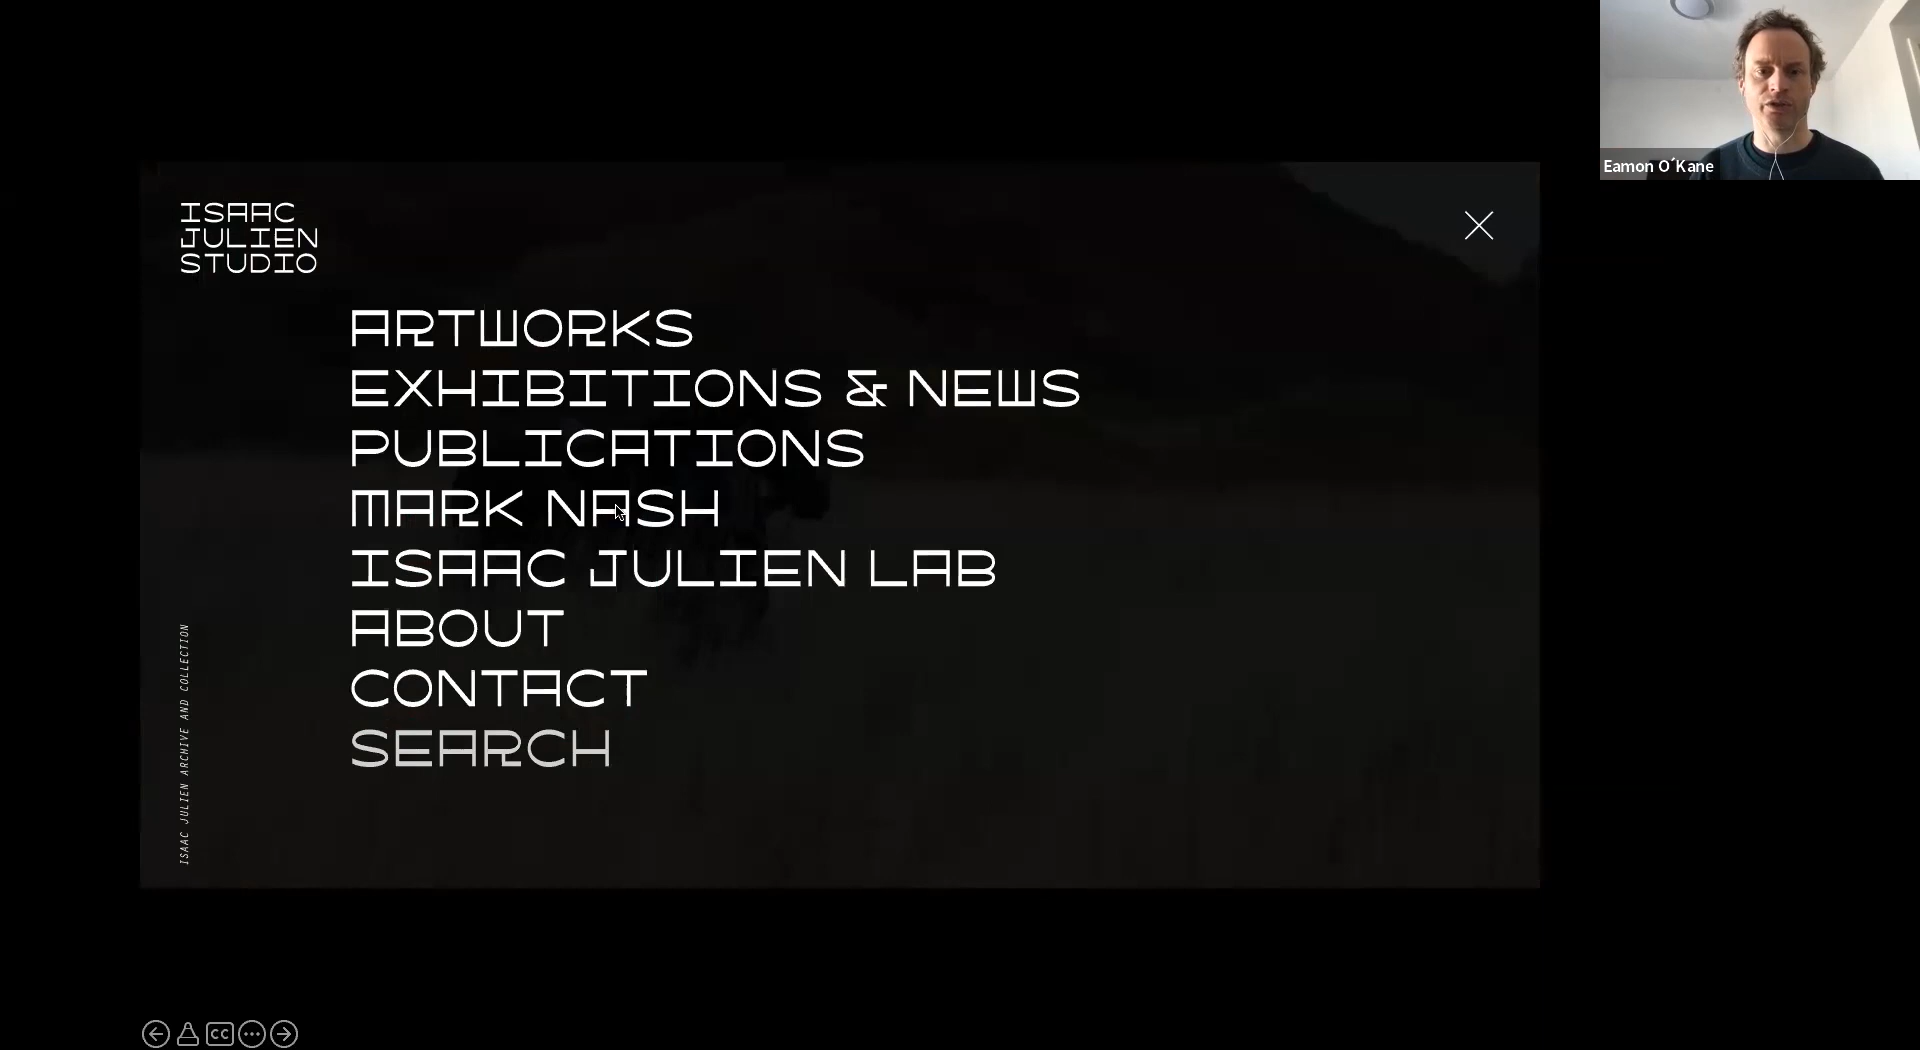 ISAAC
JULIEN
STUDIO
ARTWORKS
EXHIBITIONS & NEWS
PUBLICATIONS
MARK NASH
ISAAC JULIEN LAB
ABOUT
CONTACT
SEARCH
ISAAC JULIEN ARCHIVE AND COLLECTION
Eamon O´Kane
CC